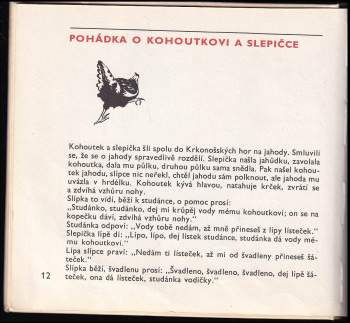 POHÁDKA O KOHOUTKOVI A SLEPIČCE
Kohoutek a slepička šli spolu do Krkonošských hor na jahody. Smluvili
se, že se o jahody spravedlivě rozdělí. Slepička našla jahůdku, zavolala
kohoutka, dala mu půlku, druhou půlku sama snědla. Pak našel kohou-
tek jahodu, slipce nic neřekl, chtěl jahodu sám polknout, ale jahoda mu
uvázla v hrdélku. Kohoutek kývá hlavou, natahuje krček, zvrátí se
a zdvihá vzhůru nohy.
Slípka to vidí, běží k studánce, o pomoc prosí:
"Studánko, studánko, dej mi krůpěj vody mému kohoutkovi; on se na
kopečku dáví, zdvihá vzhůru nohy."
Studánka odpoví: "Vody tobě nedám, až mně přineseš z lípy lísteček."
Slepička lípě dí: "Lípo, lípo, dej lístek studánce, studánka dá vody mé-
mu kohoutkovi."
Lípa slipce praví: "Nedám ti lísteček, až mi od švadleny přineseš šá-
teček."
Slípka běží, švadlenu prosí: "Švadleno, švadleno, švadleno, dej lípě šá-
teček, ona dá lísteček, studánka vodičky."
12